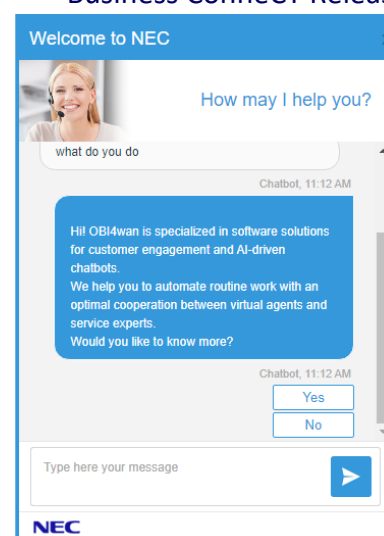 Business ConneCT Releas
Welcome to NEC
How may I help you?
what do you do
Chatbot, 11:12 AM
Hi! OBI4wan is specialized in software solutions
for customer engagement and AI-driven
chatbots.
We help you to automate routine work with an
optimal cooperation between virtual agents and
service experts.
Would you like to know more?
Chatbot, 11:12 AM
Yes
No
Type here your message
NEC